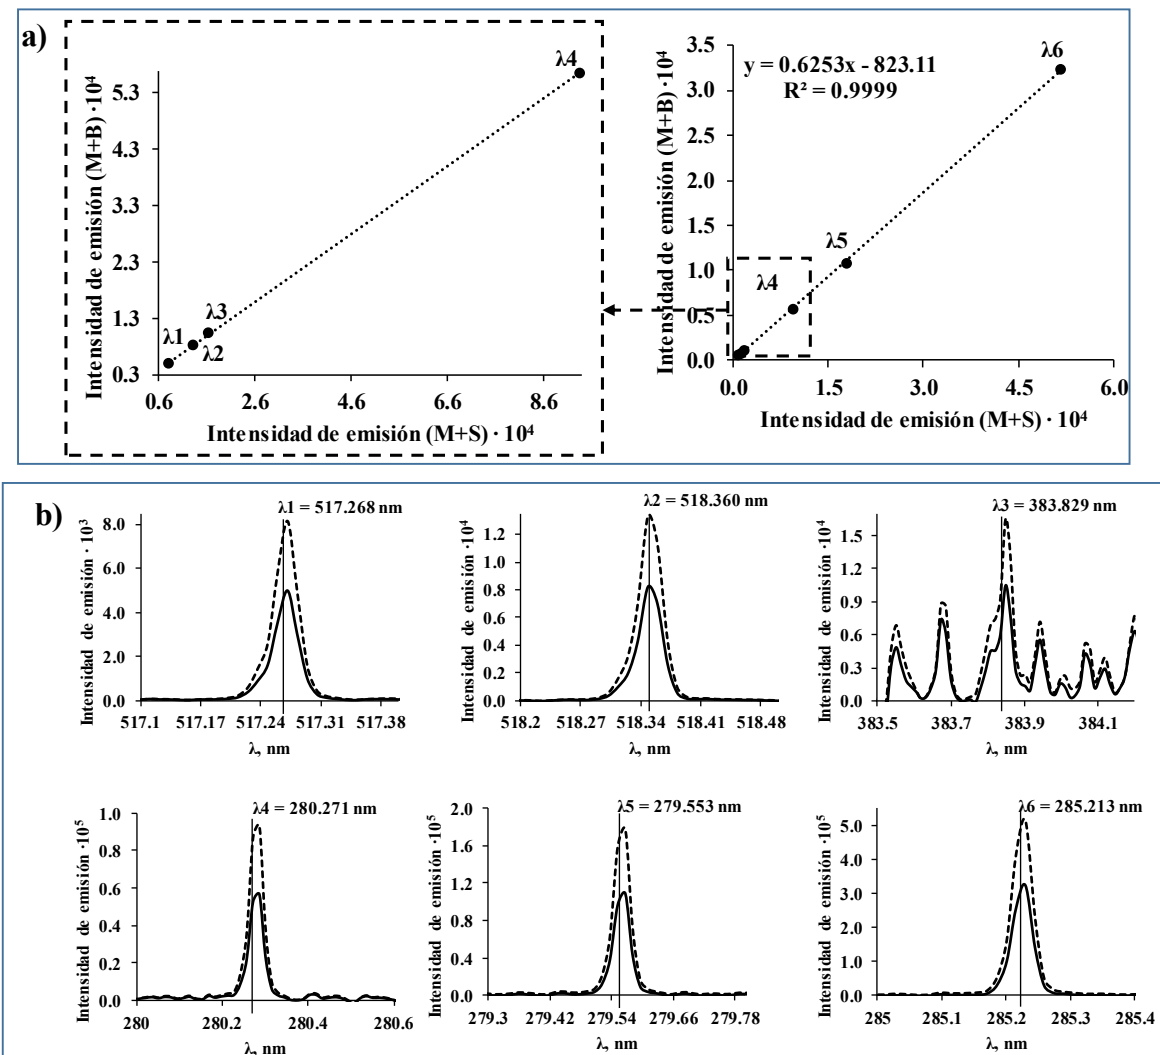 a)
Intensidad de emisión (M+B) ·10⁴
5.3
4.3
3.3
2.3
1.3
0.3
λ1
λ2
λ3
λ4
0.6
2.6
4.6
6.6
8.6
Intensidad de emisión (M+S) · 10⁴
Intensidad de emisión (M+B) ·10⁴
3.5
3.0
2.5
2.0
1.5
1.0
0.5
0.0
y = 0.6253x - 823.11
R² = 0.9999
λ4
λ5
λ6
0.0
1.5
3.0
4.5
6.0
Intensidad de emisión (M+S) · 10⁴
b)
λ1 = 517.268 nm
Intensidad de emisión ·10³
8.0
6.0
4.0
2.0
0.0
517.1
517.17
517.24
517.31
517.38
λ, nm
λ2 = 518.360 nm
Intensidad de emisión ·10⁴
1.2
1.0
0.8
0.6
0.4
0.2
0.0
518.2
518.27
518.34
518.41
518.48
λ, nm
λ3 = 383.829 nm
Intensidad de emisión ·10⁴
1.5
1.2
0.9
0.6
0.3
0.0
383.5
383.7
383.9
384.1
λ, nm
λ4 = 280.271 nm
Intensidad de emisión ·10⁵
1.0
0.8
0.6
0.4
0.2
0.0
280
280.2
280.4
280.6
λ, nm
λ5 = 279.553 nm
Intensidad de emisión ·10⁵
2.0
1.6
1.2
0.8
0.4
0.0
279.3
279.42
279.54
279.66
279.78
λ, nm
λ6 = 285.213 nm
Intensidad de emisión ·10⁵
5.0
4.0
3.0
2.0
1.0
0.0
285
285.1
285.2
285.3
285.4
λ, nm